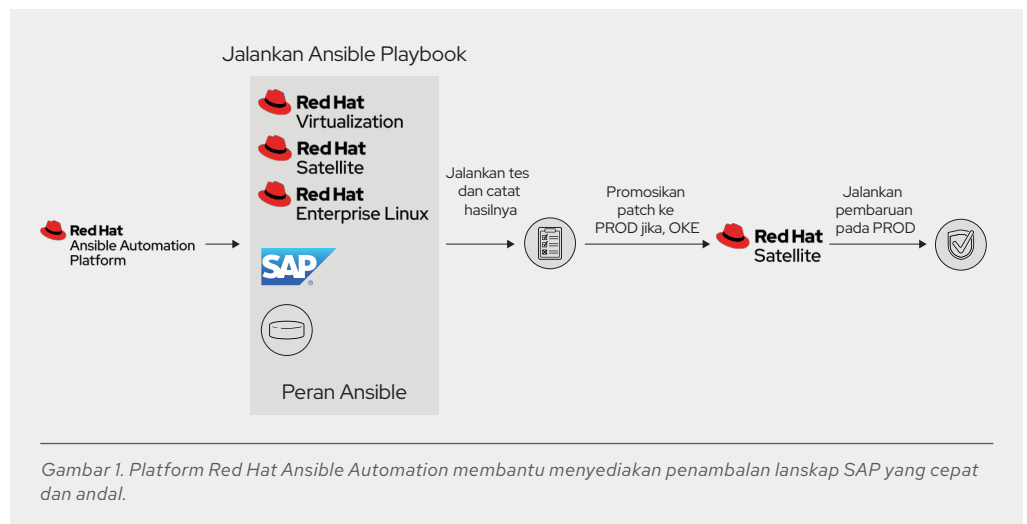 Jalankan Ansible Playbook
Red Hat
Virtualization
Red Hat
Satellite
Red Hat
Enterprise Linux
SAP®
Peran Ansible
Red Hat
Ansible Automation
Platform
Jalankan tes
dan catat
hasilnya
Promosikan
patch ke
PROD jika, OKE
Red Hat
Satellite
Jalankan
pembaruan
pada PROD
Gambar 1. Platform Red Hat Ansible Automation membantu menyediakan penambalan lanskap SAP yang cepat
dan andal.